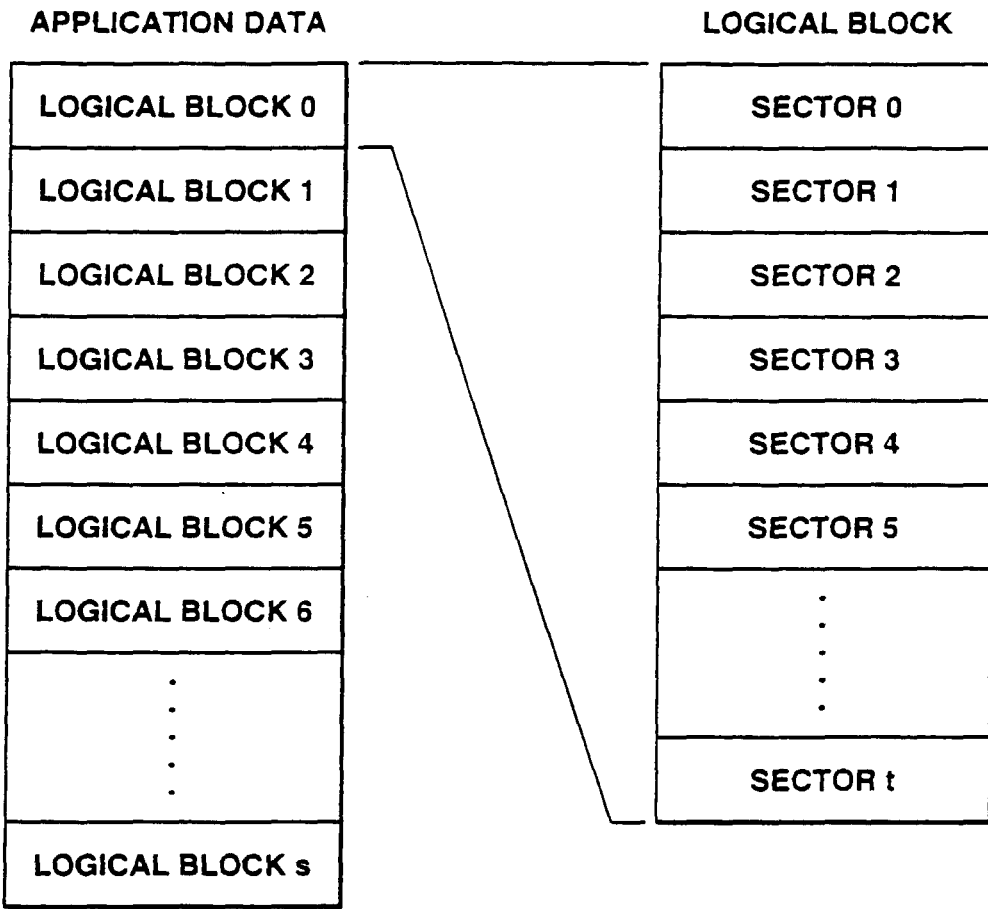 APPLICATION DATA
LOGICAL BLOCK 0
LOGICAL BLOCK 1
LOGICAL BLOCK 2
LOGICAL BLOCK 3
LOGICAL BLOCK 4
LOGICAL BLOCK 5
LOGICAL BLOCK 6
LOGICAL BLOCK s
LOGICAL BLOCK
SECTOR 0
SECTOR 1
SECTOR 2
SECTOR 3
SECTOR 4
SECTOR 5
SECTOR t